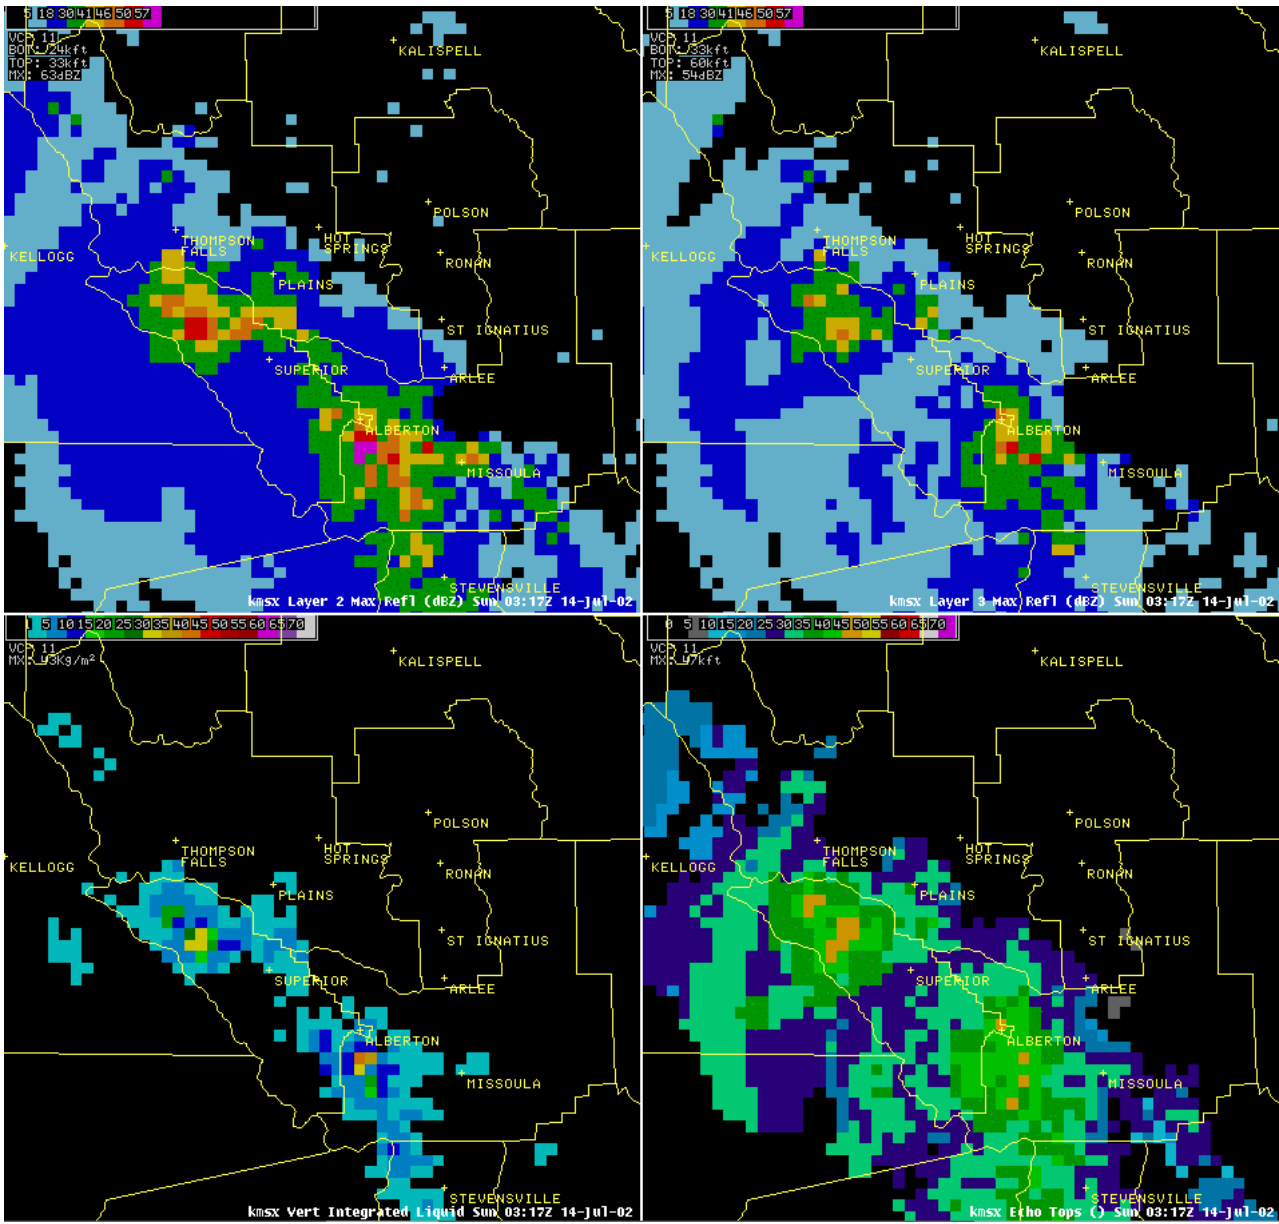 5 18 30 41 46 50 57
VCP 11
BOT: 24kft
TOP: 33kft
MX: 63dBZ
KALISPELL
POLSON
THOMPSON
FALLS
HOT
SPRINGS
KELLOGG
RONAN
PLAINS
ST IGNATIUS
SUPERIOR
ARLEE
ALBERTON
MISSOULA
STEVENSVILLE
kmsx Layer 2 Max Refl (dBZ) Sun 03:17Z 14-Jul-02
5 18 30 41 46 50 57
VCP 11
BOT: 33kft
TOP: 60kft
MX: 54dBZ
KALISPELL
POLSON
THOMPSON
FALLS
HOT
SPRINGS
KELLOGG
RONAN
PLAINS
ST IGNATIUS
SUPERIOR
ARLEE
ALBERTON
MISSOULA
STEVENSVILLE
kmsx Layer 3 Max Refl (dBZ) Sun 03:17Z 14-Jul-02
1 5 10 15 20 25 30 35 40 45 50 55 60 65 70
VCP 11
MX: 43Kg/m²
KALISPELL
POLSON
THOMPSON
FALLS
HOT
SPRINGS
KELLOGG
RONAN
PLAINS
ST IGNATIUS
SUPERIOR
ARLEE
ALBERTON
MISSOULA
STEVENSVILLE
kmsx Vert Integrated Liquid Sun 03:17Z 14-Jul-02
0 5 10 15 20 25 30 35 40 45 50 55 60 65 70
VCP 11
MX: 47kft
KALISPELL
POLSON
THOMPSON
FALLS
HOT
SPRINGS
KELLOGG
RONAN
PLAINS
ST IGNATIUS
SUPERIOR
ARLEE
ALBERTON
MISSOULA
STEVENSVILLE
kmsx Echo Tops () Sun 03:17Z 14-Jul-02